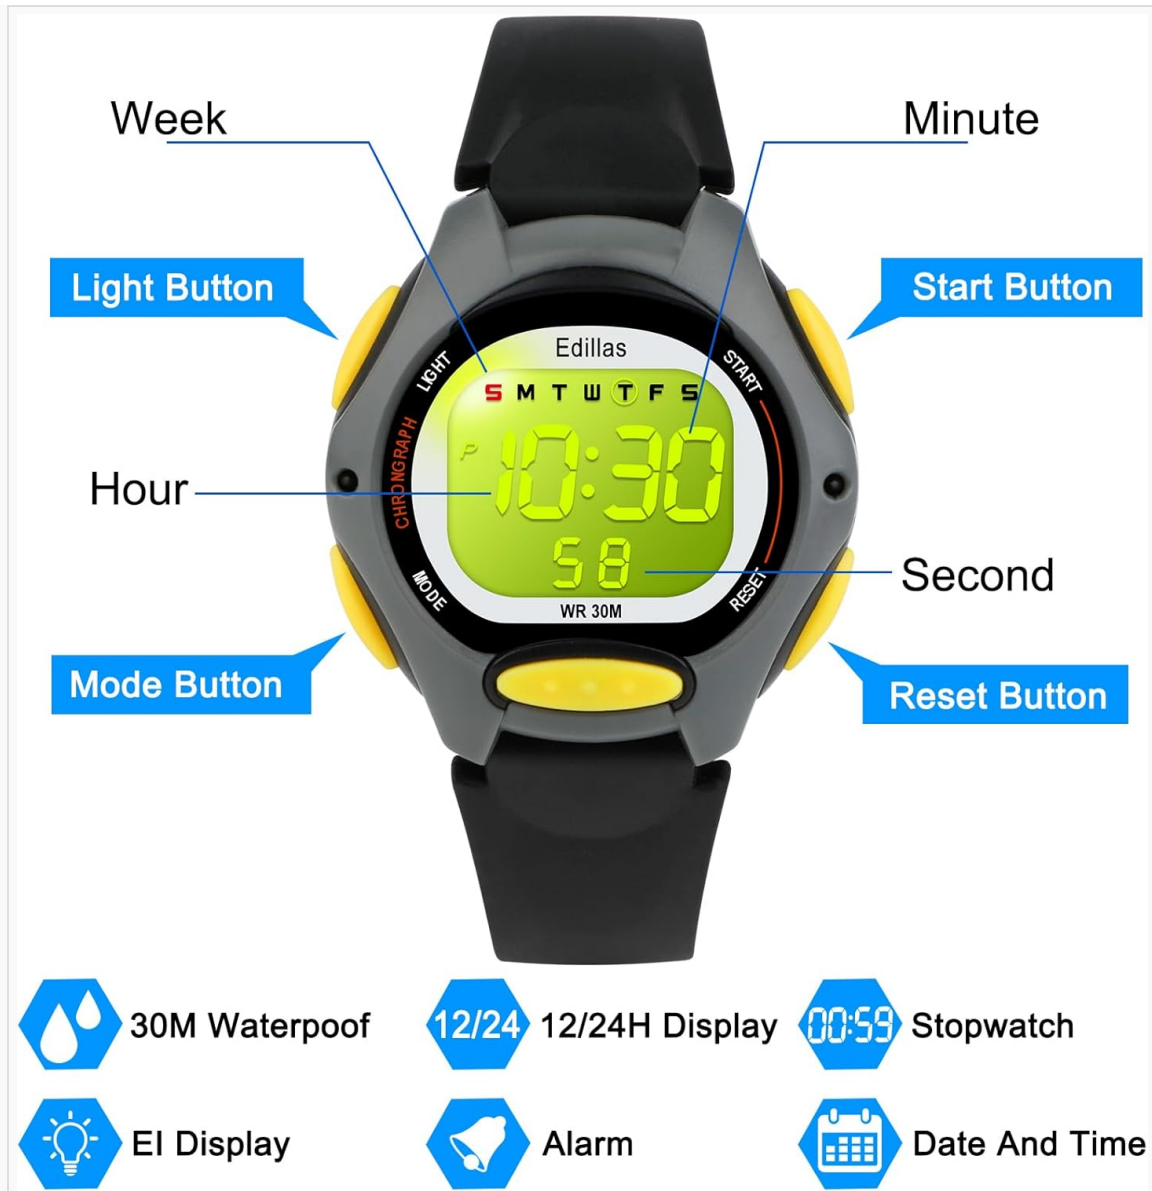 Week
Minute
Light Button
Start Button
Edillas
LIGHT
START
S M T W T F S
CHRONGRAPH
P
10:30
Hour
58
Second
MODE
RESET
WR 30M
Mode Button
Reset Button
30M Waterpoof
12/24
12/24H Display
00:59
Stopwatch
EI Display
Alarm
Date And Time